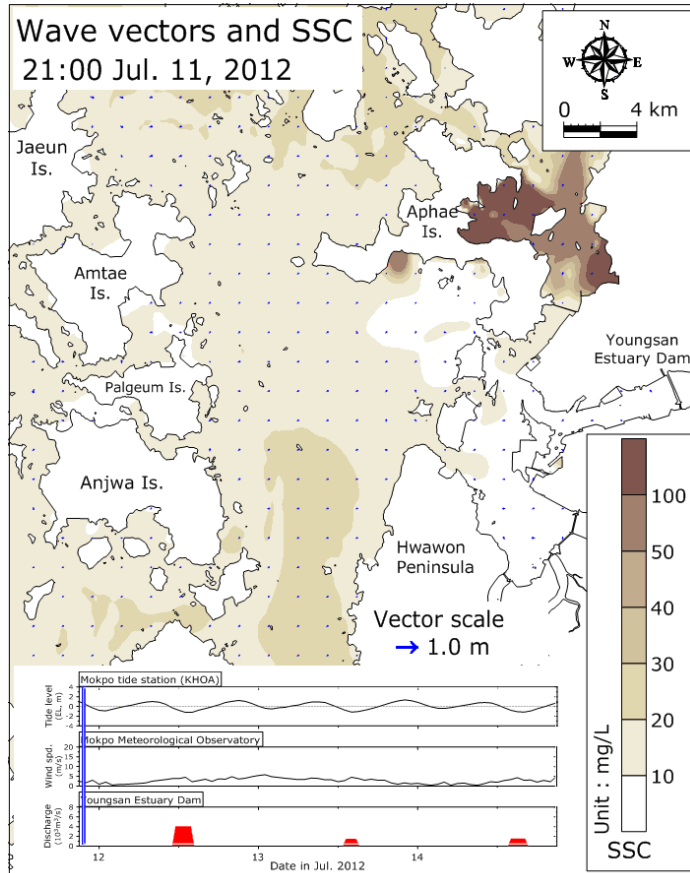 Wave vectors and SSC
21:00 Jul. 11, 2012
N
W E
S
0 4 km
Jaeun
Is.
Aphae
Is.
Amtae
Is.
Youngsan
Estuary Dam
Palgeum Is.
Anjwa Is.
Hwawon
Peninsula
Vector scale
1.0 m
100
50
40
30
20
10
Unit : mg/L
SSC
Mokpo tide station (KHOA)
Tide level
(EL, m)
4
2
0
-2
-4
Mokpo Meteorological Observatory
Wind spd.
(m/s)
20
15
10
5
0
Youngsan Estuary Dam
Discharge
(10³m³/s)
8
6
4
2
0
12 13 14
Date in Jul. 2012